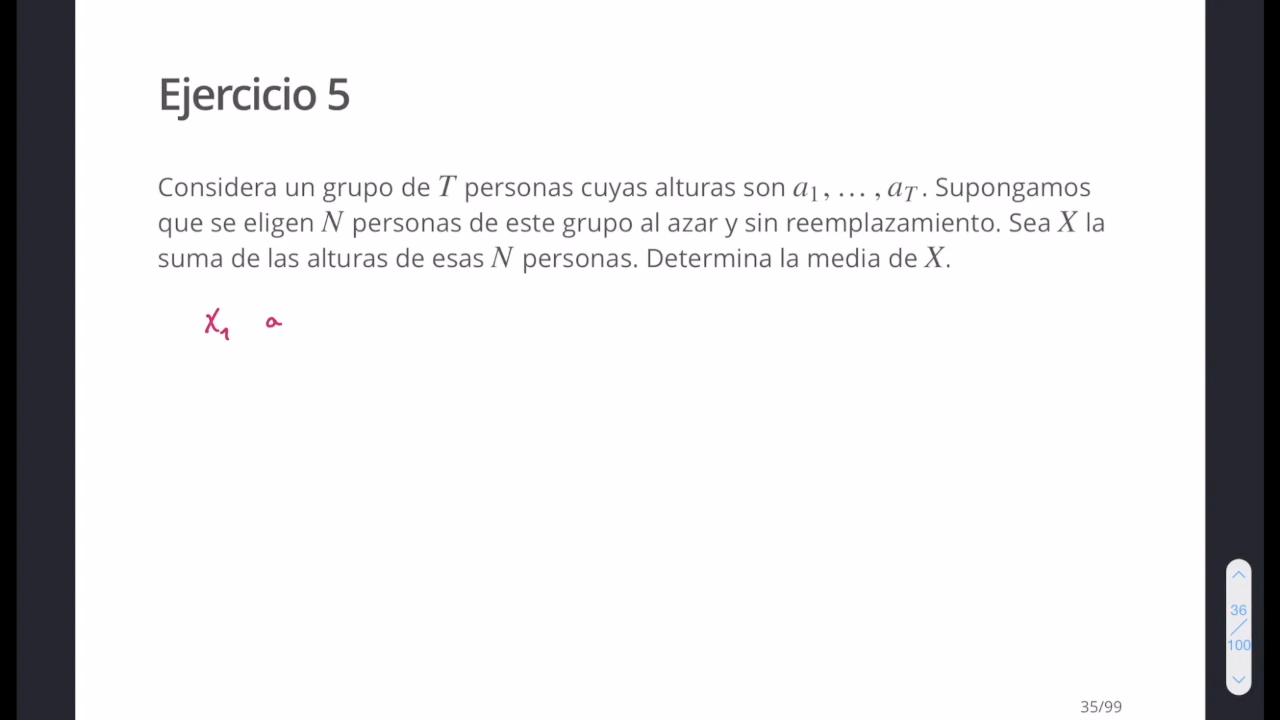 Ejercicio 5
Considera un grupo de T personas cuyas alturas son a₁, … , a_T. Supongamos
que se eligen N personas de este grupo al azar y sin reemplazamiento. Sea X la
suma de las alturas de esas N personas. Determina la media de X.
X₁ a
36
100
35/99